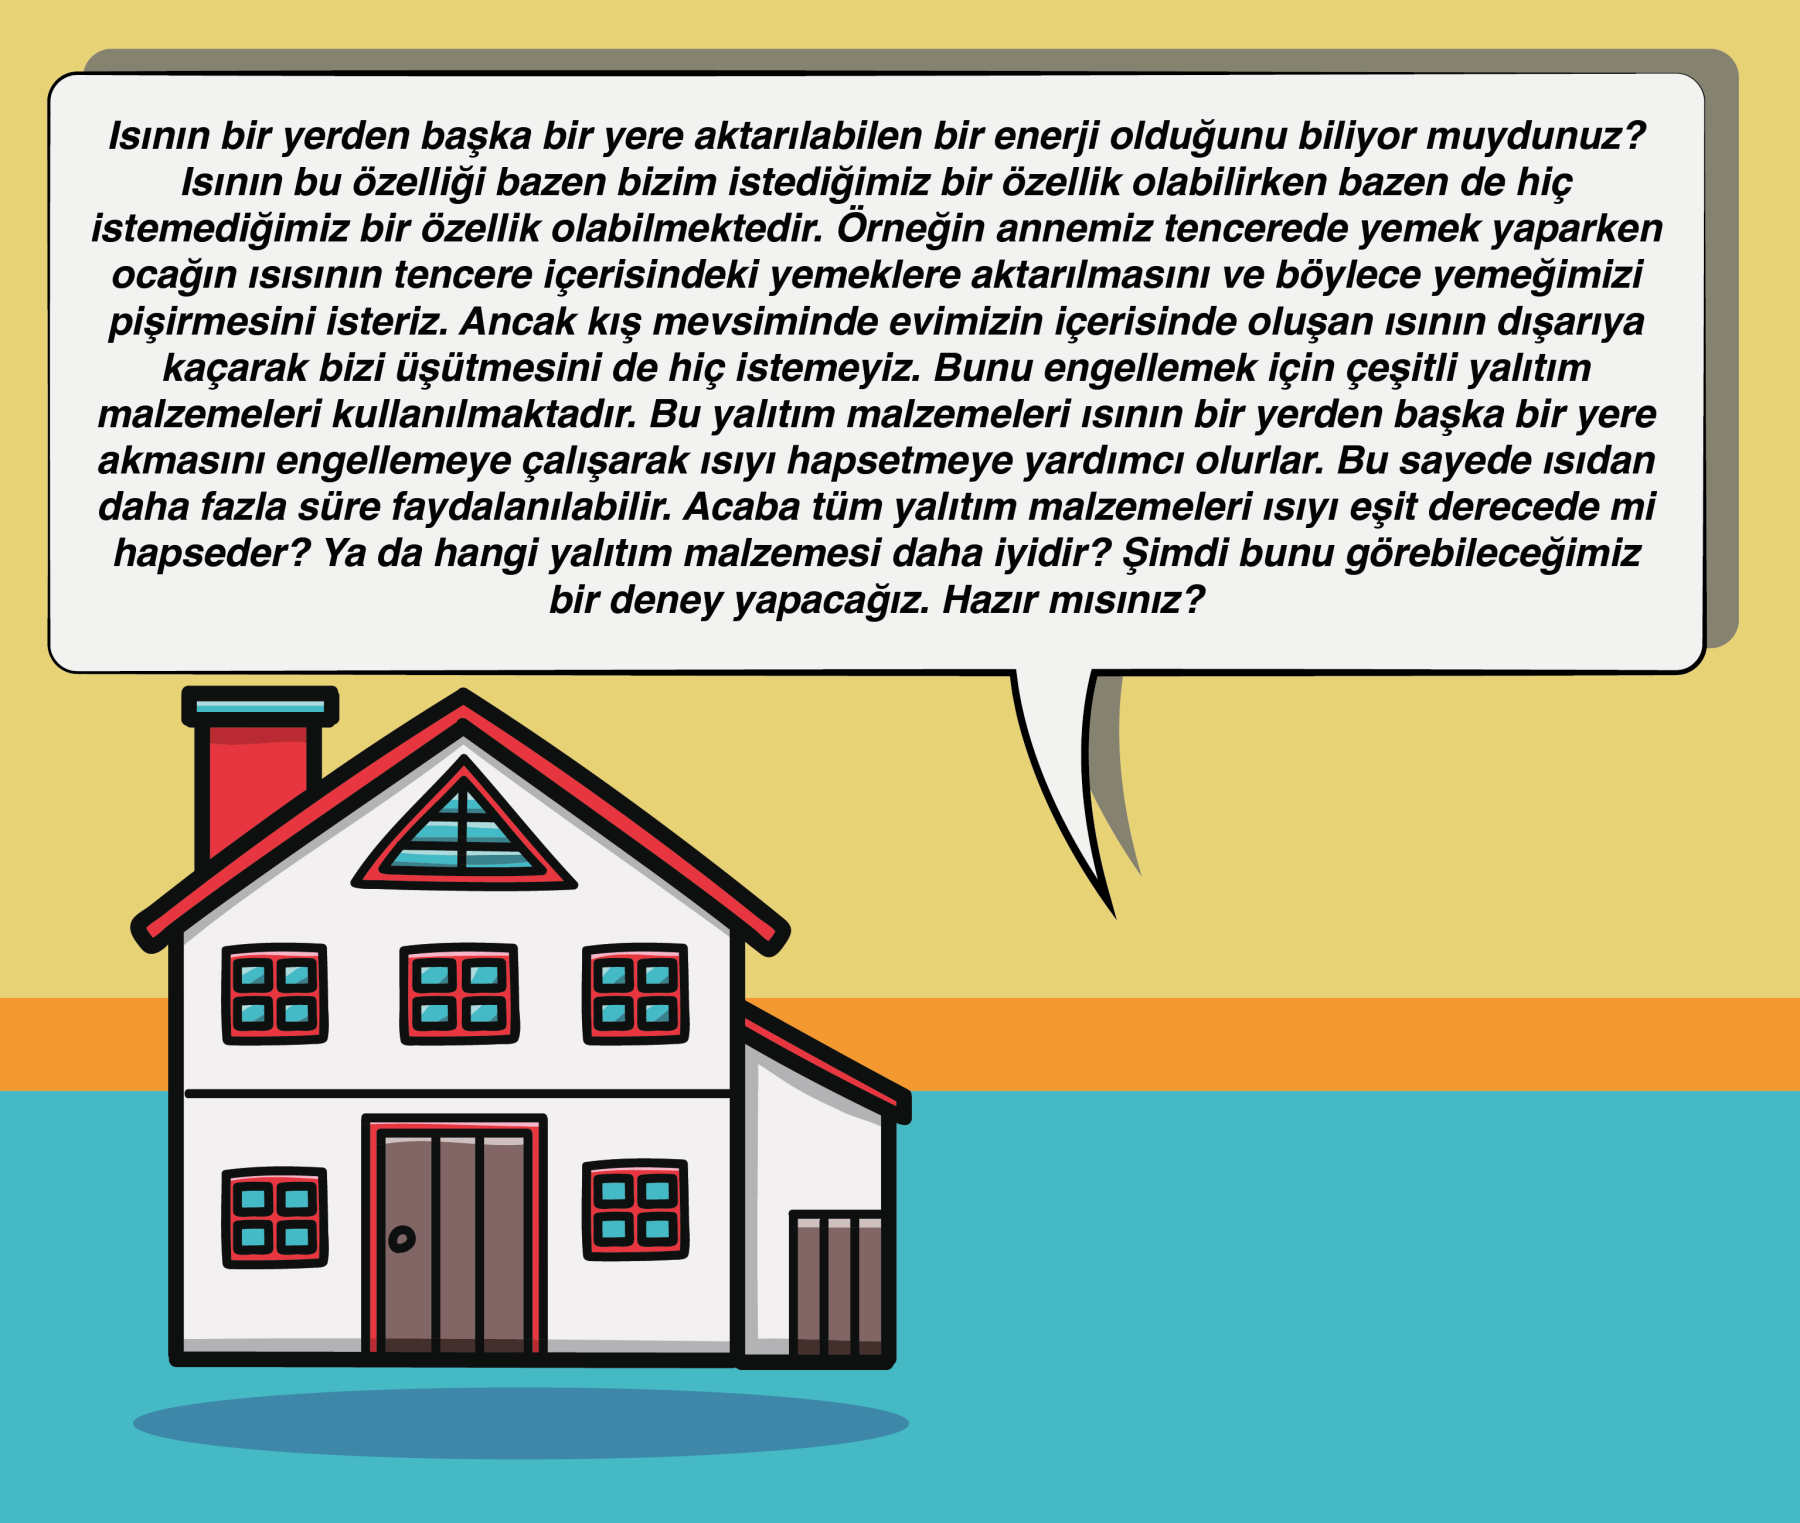 Isının bir yerden başka bir yere aktarılabilen bir enerji olduğunu biliyor muydunuz?
Isının bu özelliği bazen bizim istediğimiz bir özellik olabilirken bazen de hiç
istemediğimiz bir özellik olabilmektedir. Örneğin annemiz tencerede yemek yaparken
ocağın ısısının tencere içerisindeki yemeklere aktarılmasını ve böylece yemeğimizi
pişirmesini isteriz. Ancak kış mevsiminde evimizin içerisinde oluşan ısının dışarıya
kaçarak bizi üşütmesini de hiç istemeyiz. Bunu engellemek için çeşitli yalıtım
malzemeleri kullanılmaktadır. Bu yalıtım malzemeleri ısının bir yerden başka bir yere
akmasını engellemeye çalışarak ısıyı hapsetmeye yardımcı olurlar. Bu sayede ısıdan
daha fazla süre faydalanılabilir. Acaba tüm yalıtım malzemeleri ısıyı eşit derecede mi
hapseder? Ya da hangi yalıtım malzemesi daha iyidir? Şimdi bunu görebileceğimiz
bir deney yapacağız. Hazır mısınız?